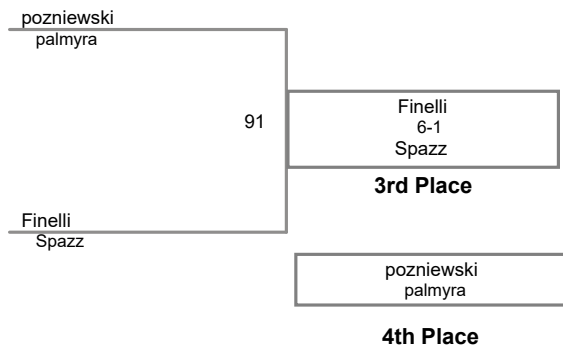 pozniewski
palmyra
91
Finelli
6-1
Spazz
3rd Place
Finelli
Spazz
pozniewski
palmyra
4th Place